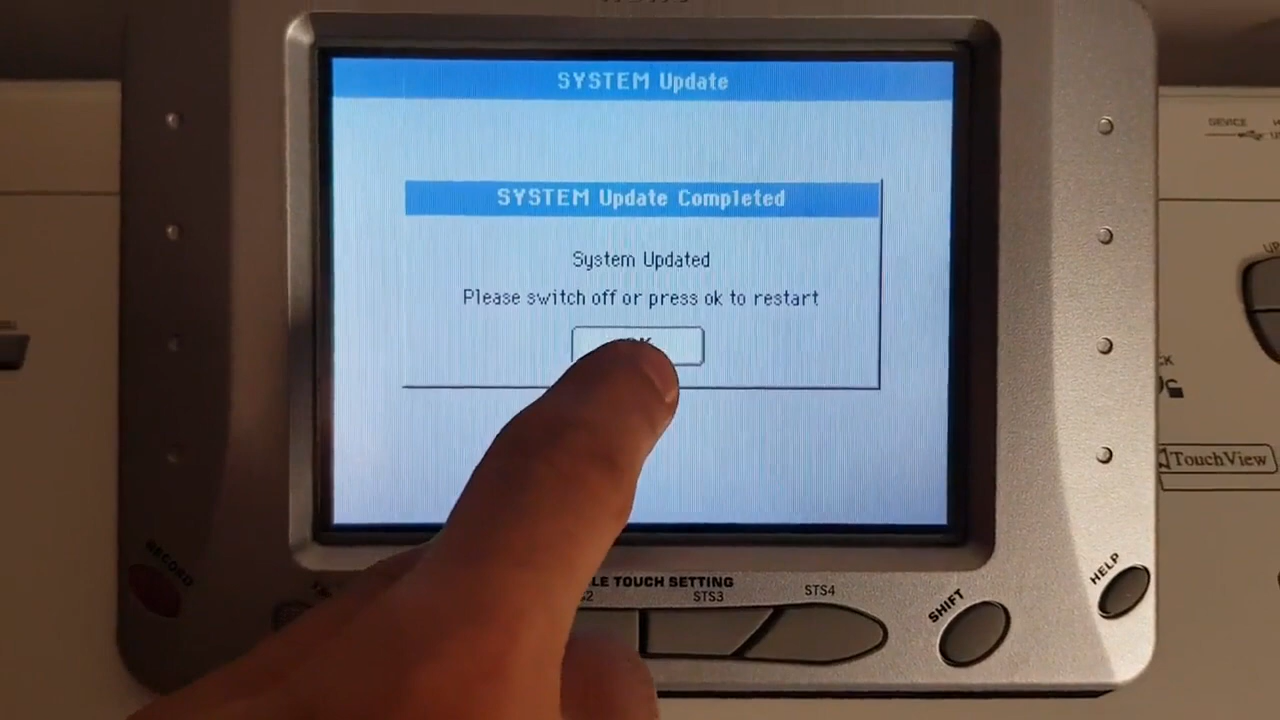 SYSTEM Update
SYSTEM Update Completed
System Updated
Please switch off or press ok to restart
DEVICE
TouchView
RECORD
LE TOUCH SETTING
STS3
STS4
SHIFT
HELP